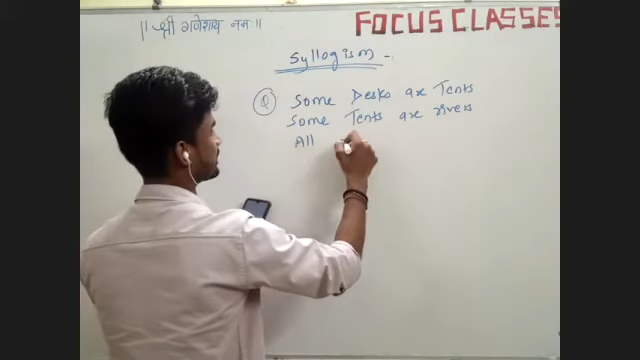 ||श्री गणेशाय नमः||
FOCUS CLASSES
Syllogism -.
Q Some Desks are Tents
Some Tents are rivers
All